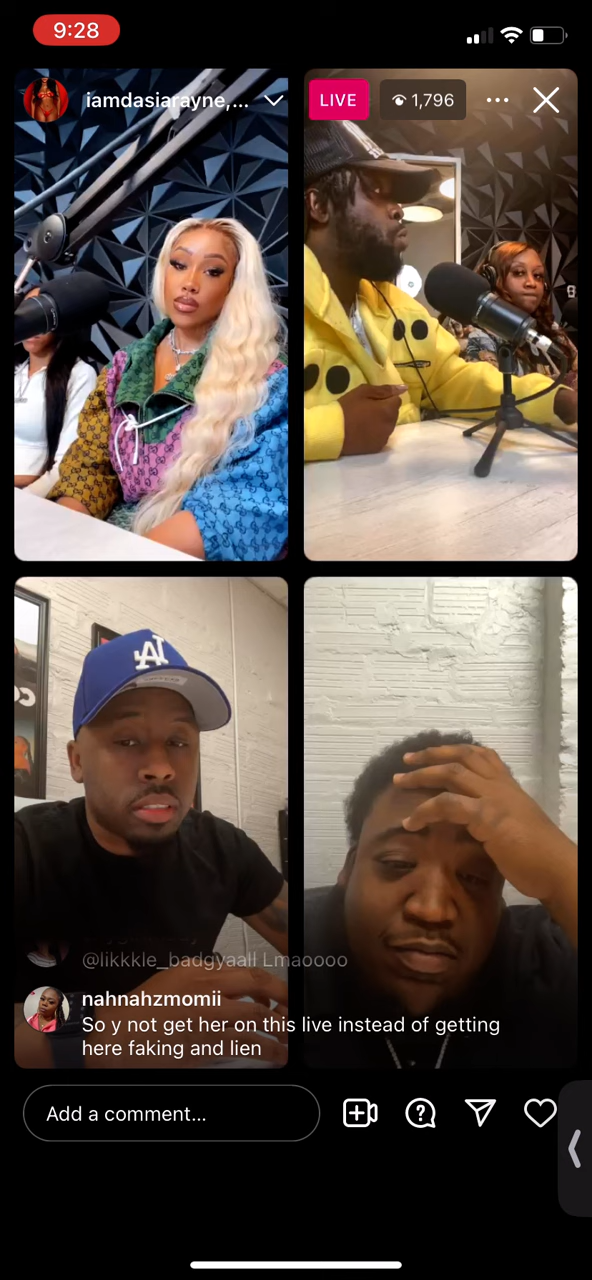 9:28
iamdasiarayne,...
LIVE
1,796
LA
@likkkle_badgyaall Lmaoooo
nahnahzmomii
So y not get her on this live instead of getting
here faking and lien
Add a comment...